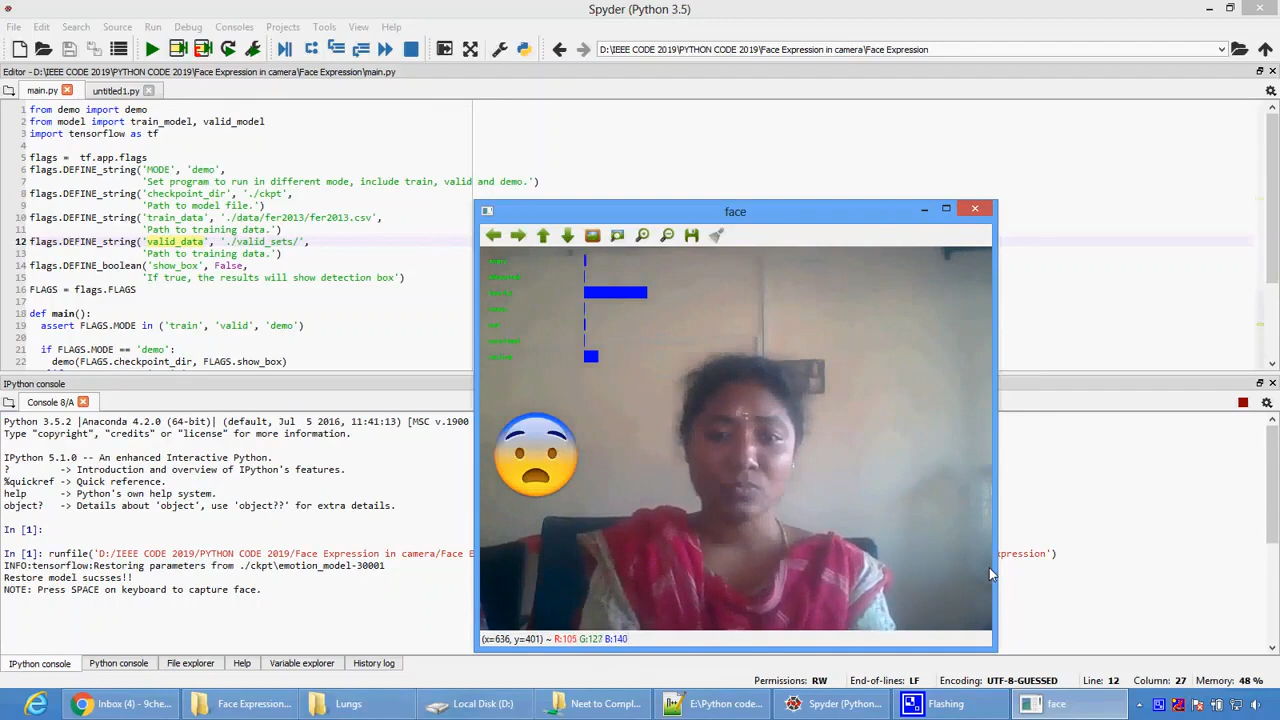 Spyder (Python 3.5)
File Edit Search Source Run Debug Consoles Projects Tools View Help
D:\IEEE CODE 2019\PYTHON CODE 2019\Face Expression in camera\Face Expression
Editor - D:\IEEE CODE 2019\PYTHON CODE 2019\Face Expression in camera\Face Expression\main.py
main.py untitled1.py
1 from demo import demo
2 from model import train_model, valid_model
3 import tensorflow as tf
4
5 flags =  tf.app.flags
6 flags.DEFINE_string('MODE', 'demo',
7 'Set program to run in different mode, include train, valid and demo.')
8 flags.DEFINE_string('checkpoint_dir', './ckpt',
9 'Path to model file.')
10 flags.DEFINE_string('train_data', './data/fer2013/fer2013.csv',
11 'Path to training data.')
12 flags.DEFINE_string('valid_data', './valid_sets/',
13 'Path to training data.')
14 flags.DEFINE_boolean('show_box', False,
15 'If true, the results will show detection box')
16 FLAGS = flags.FLAGS
17
18 def main():
19 assert FLAGS.MODE in ('train', 'valid', 'demo')
20
21 if FLAGS.MODE == 'demo':
22 demo(FLAGS.checkpoint_dir, FLAGS.show_box)
face
IPython console
Console 8/A
Python 3.5.2 |Anaconda 4.2.0 (64-bit)| (default, Jul  5 2016, 11:41:13) [MSC v.1900
Type "copyright", "credits" or "license" for more information.
IPython 5.1.0 -- An enhanced Interactive Python.
? -> Introduction and overview of IPython's features.
%quickref -> Quick reference.
help -> Python's own help system.
object? -> Details about 'object', use 'object??' for extra details.
In [1]:
In [1]: runfile('D:/IEEE CODE 2019/PYTHON CODE 2019/Face Expression in camera/Face E xpression')
INFO:tensorflow:Restoring parameters from ./ckpt\emotion_model-30001
Restore model sucsses!!
NOTE: Press SPACE on keyboard to capture face.
(x=636, y=401) ~ R:105 G:127 B:140
IPython console Python console File explorer Help Variable explorer History log
Permissions: RW End-of-lines: LF Encoding: UTF-8-GUESSED Line: 12 Column: 27 Memory: 48 %
Inbox (4) - 9che... Face Expression... Lungs Local Disk (D:) Neet to Compl... E:\Python code... Spyder (Python... Flashing face